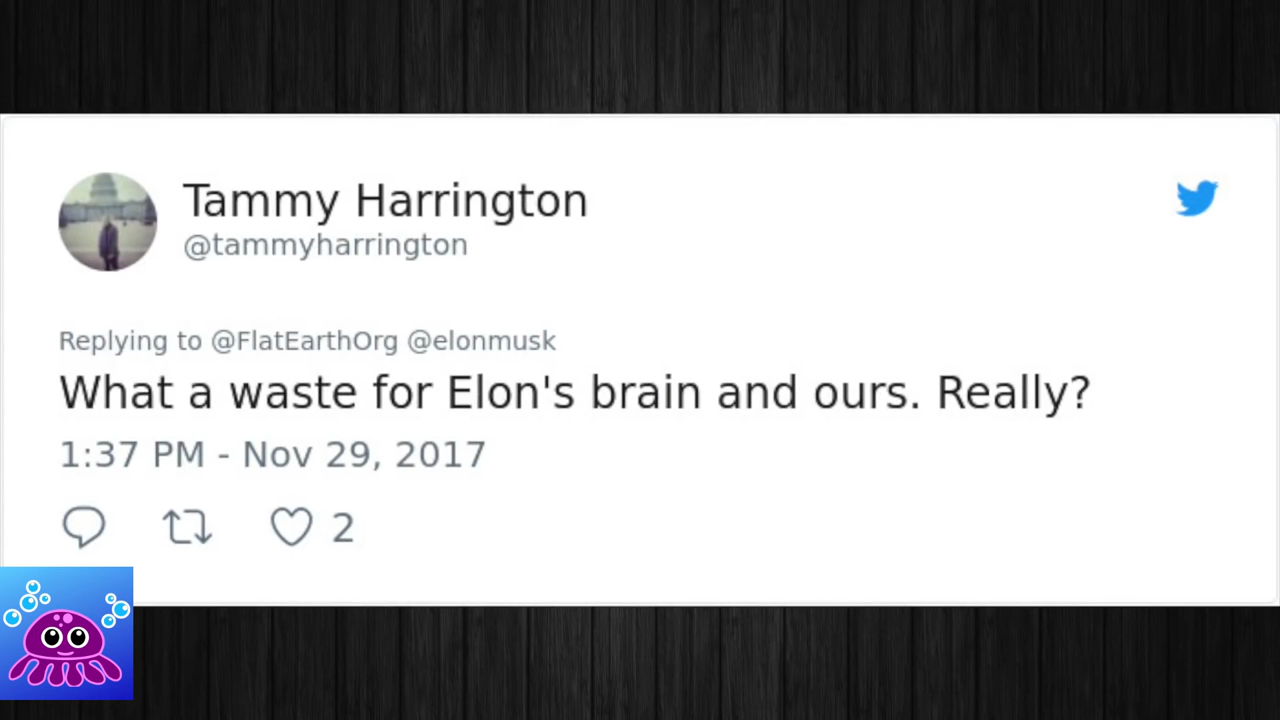 Tammy Harrington
@tammyharrington
Replying to @FlatEarthOrg @elonmusk
What a waste for Elon's brain and ours. Really?
1:37 PM - Nov 29, 2017
2